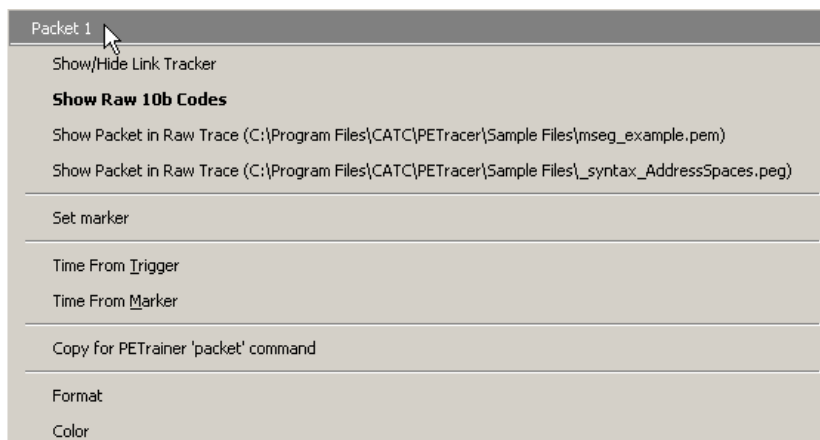 Packet 1
Show/Hide Link Tracker
Show Raw 10b Codes
Show Packet in Raw Trace (C:\Program Files\CATC\PETracer\Sample Files\mseg_example.pem)
Show Packet in Raw Trace (C:\Program Files\CATC\PETracer\Sample Files\_syntax_AddressSpaces.peg)
Set marker
Time From Trigger
Time From Marker
Copy for PETrainer 'packet' command
Format
Color